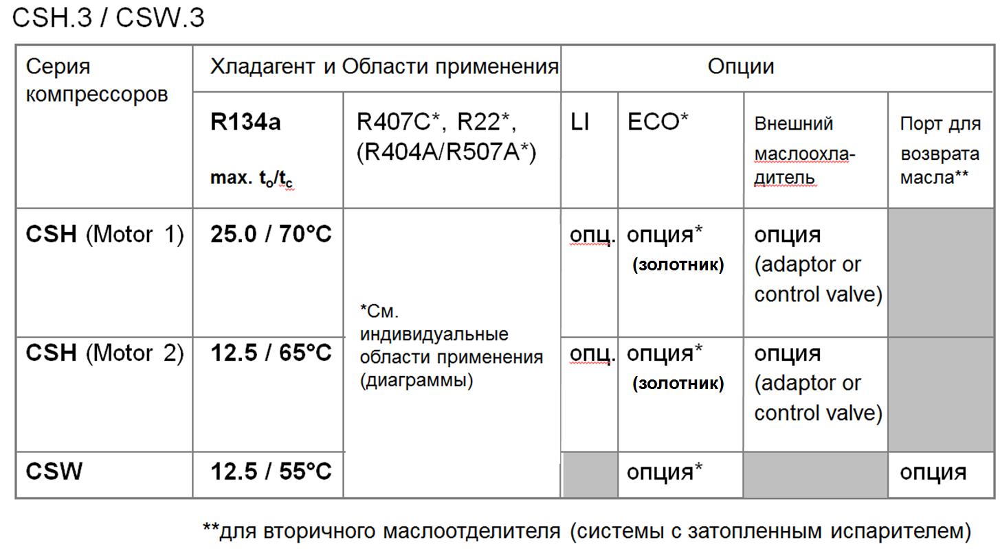 CSH.3 / CSW.3
Серия
компрессоров
Хладагент и Области применения
Опции
R134a
max. to/tc
R407C*, R22*,
(R404A/R507A*)
LI
ECO*
Внешний
маслоохла-
дитель
Порт для
возврата
масла**
CSH (Motor 1)
25.0 / 70°C
*См.
индивидуальные
области применения
(диаграммы)
опц.
опция*
(золотник)
опция
(adaptor or
control valve)
CSH (Motor 2)
12.5 / 65°C
опц.
опция*
(золотник)
опция
(adaptor or
control valve)
CSW
12.5 / 55°C
опция*
опция
**для вторичного маслоотделителя (системы с затопленным испарителем)